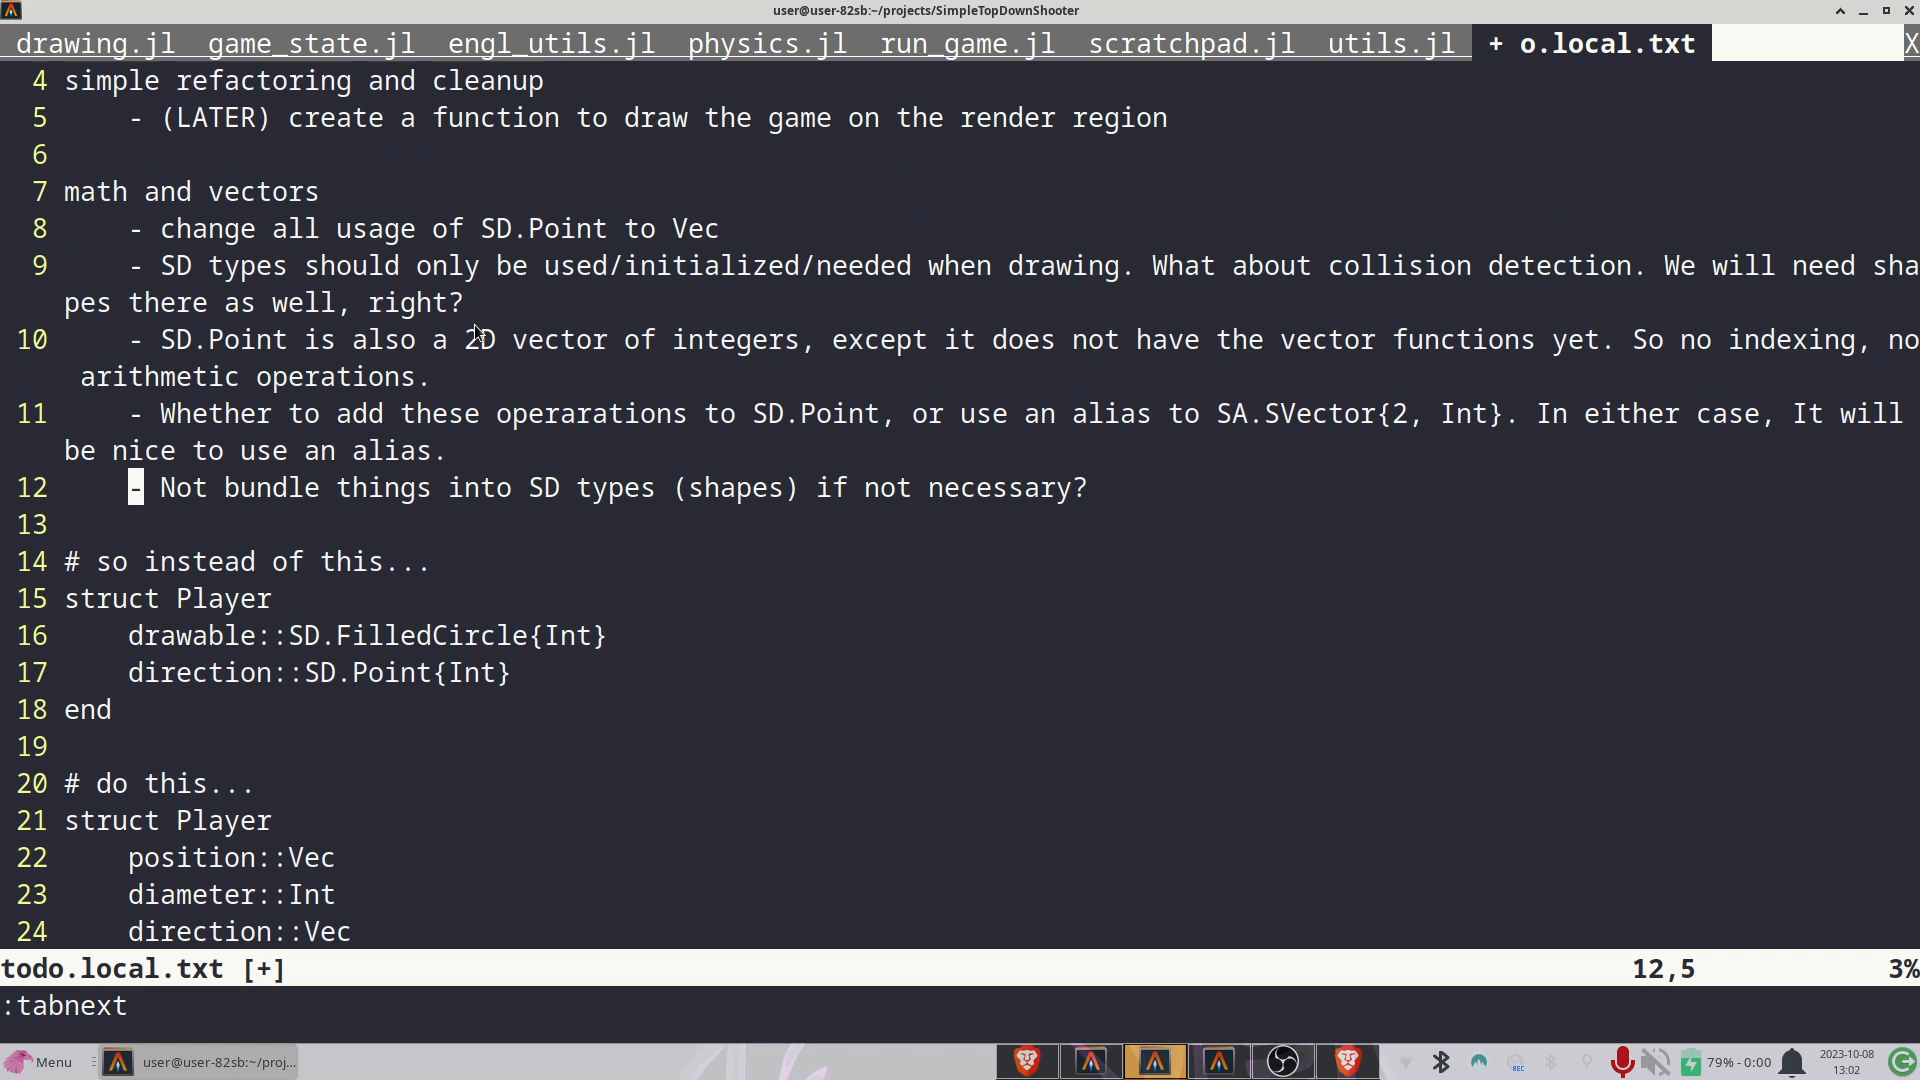 user@user-82sb:~/projects/SimpleTopDownShooter
drawing.jl game_state.jl engl_utils.jl physics.jl run_game.jl scratchpad.jl utils.jl + o.local.txt X
4 simple refactoring and cleanup
5 - (LATER) create a function to draw the game on the render region
6
7 math and vectors
8 - change all usage of SD.Point to Vec
9 - SD types should only be used/initialized/needed when drawing. What about collision detection. We will need sha
pes there as well, right?
10 - SD.Point is also a 2D vector of integers, except it does not have the vector functions yet. So no indexing, no
arithmetic operations.
11 - Whether to add these operarations to SD.Point, or use an alias to SA.SVector{2, Int}. In either case, It will
be nice to use an alias.
12 - Not bundle things into SD types (shapes) if not necessary?
13
14 # so instead of this...
15 struct Player
16 drawable::SD.FilledCircle{Int}
17 direction::SD.Point{Int}
18 end
19
20 # do this...
21 struct Player
22 position::Vec
23 diameter::Int
24 direction::Vec
todo.local.txt [+] 12,5 3%
:tabnext
Menu user@user-82sb:~/proj... REC 79% - 0:00 2023-10-08
13:02